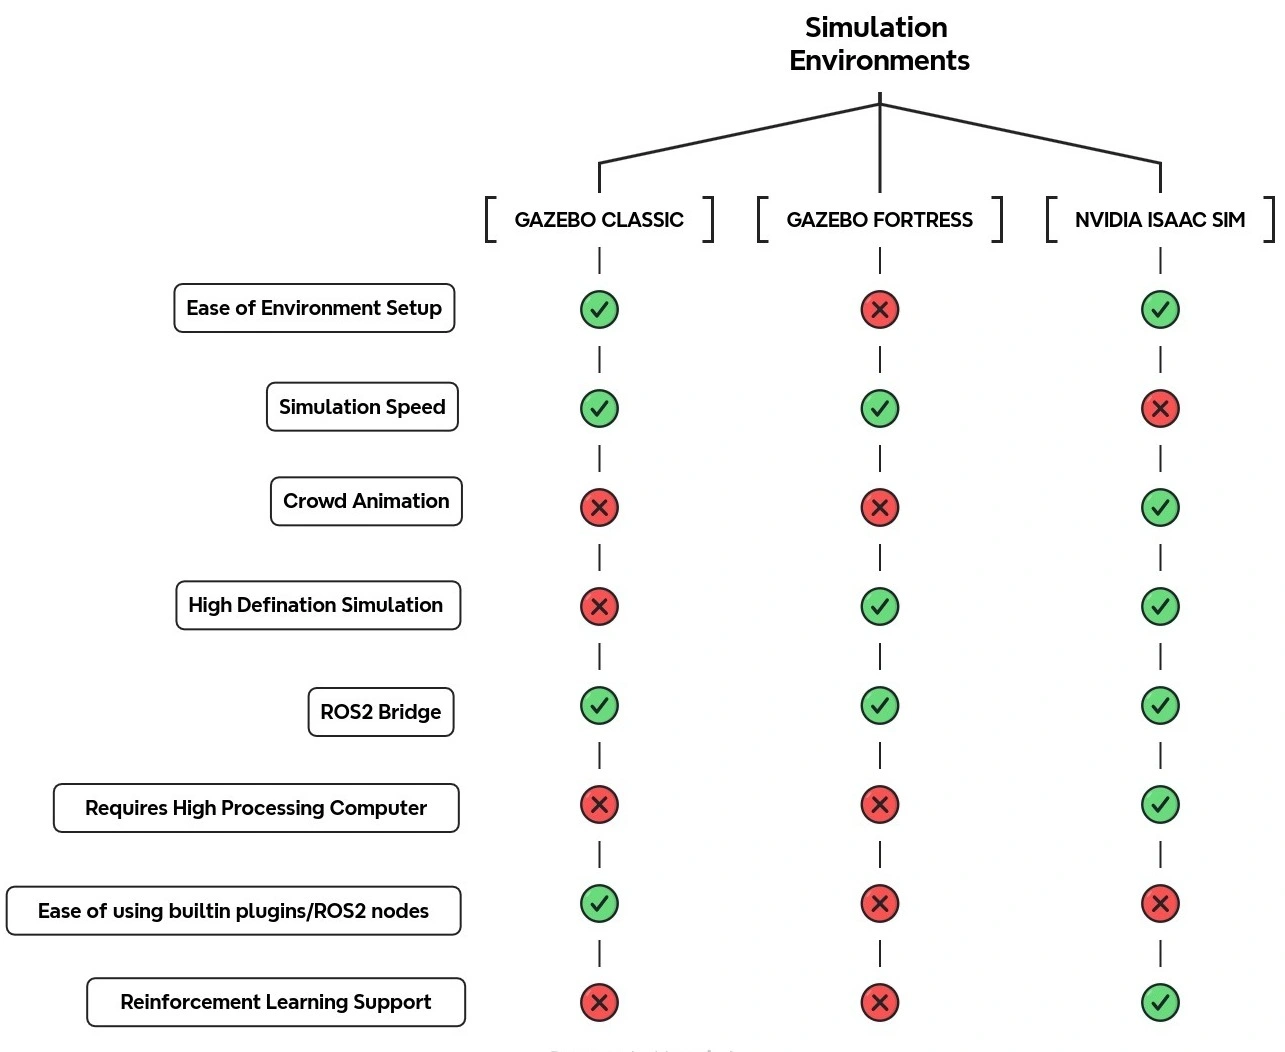 Simulation
Environments
GAZEBO CLASSIC
GAZEBO FORTRESS
NVIDIA ISAAC SIM
Ease of Environment Setup
Simulation Speed
Crowd Animation
High Defination Simulation
ROS2 Bridge
Requires High Processing Computer
Ease of using builtin plugins/ROS2 nodes
Reinforcement Learning Support